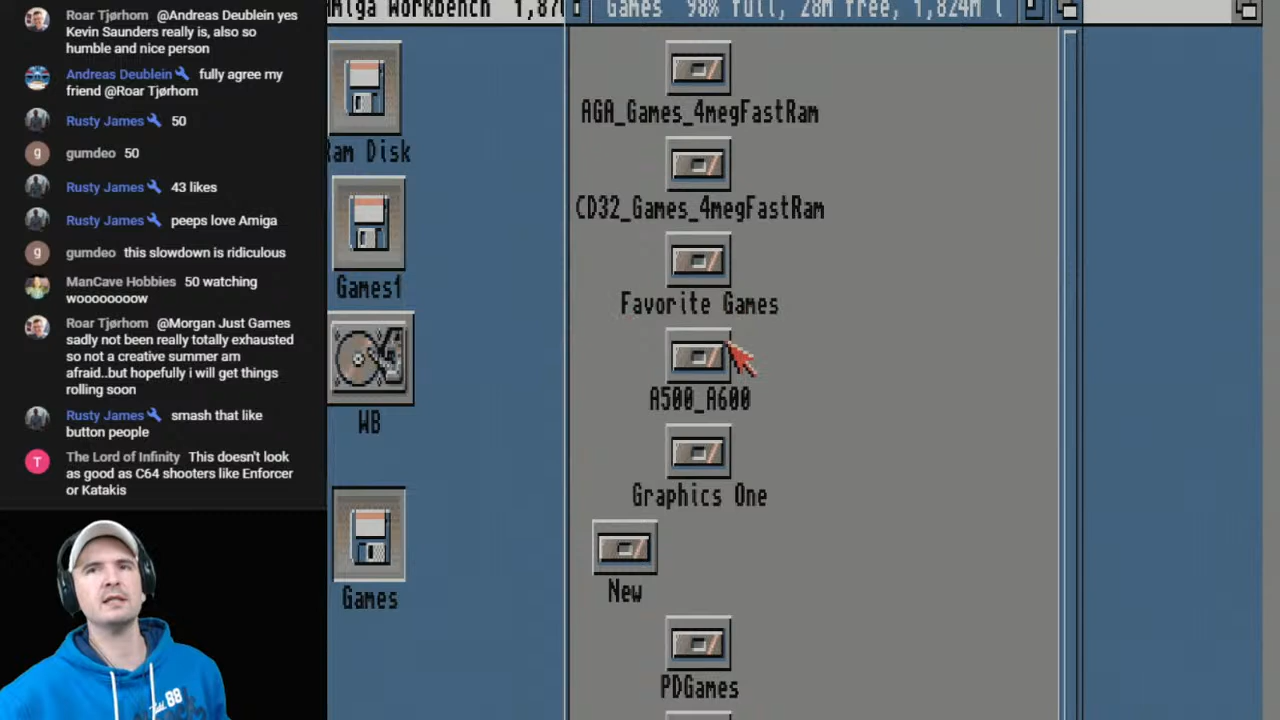 Roar Tjørhom @Andreas Deublein yes
Kevin Saunders really is, also so
humble and nice person
Andreas Deublein fully agree my
friend @Roar Tjørhom
Rusty James 50
g gumdeo 50
Rusty James 43 likes
Rusty James peeps love Amiga
g gumdeo this slowdown is ridiculous
ManCave Hobbies 50 watching
wooooooow
Roar Tjørhom @Morgan Just Games
sadly not been really totally exhausted
so not a creative summer am
afraid..but hopefully i will get things
rolling soon
Rusty James smash that like
button people
T The Lord of Infinity This doesn't look
as good as C64 shooters like Enforcer
or Katakis
88
Amiga Workbench 1,87
Ram Disk
Games1
WB
Games
Games 98% full, 28M free, 1,824M
AGA_Games_4megFastRam
CD32_Games_4megFastRam
Favorite Games
A500_A600
Graphics One
New
PDGames